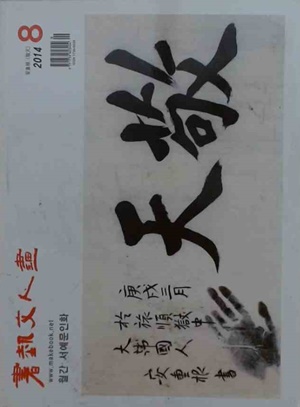 8
2014
書藝文人畵
www.makebook.net
월간 서예문인화
敬天
庚戌三月
於旅順獄中
大韓國人
安重根 書